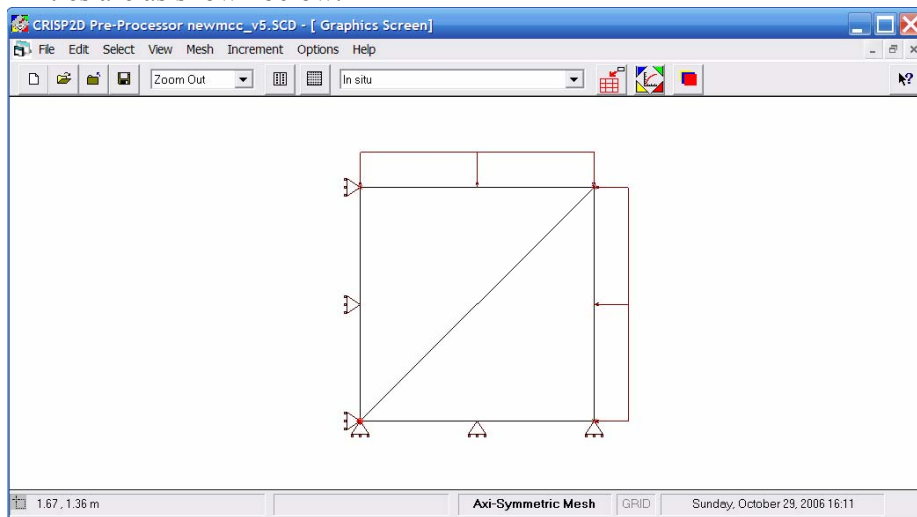 CRISP2D Pre-Processor newmcc_v5.SCD - [ Graphics Screen]
File Edit Select View Mesh Increment Options Help
Zoom Out In situ
1.67 , 1.36 m Axi-Symmetric Mesh GRID Sunday, October 29, 2006 16:11